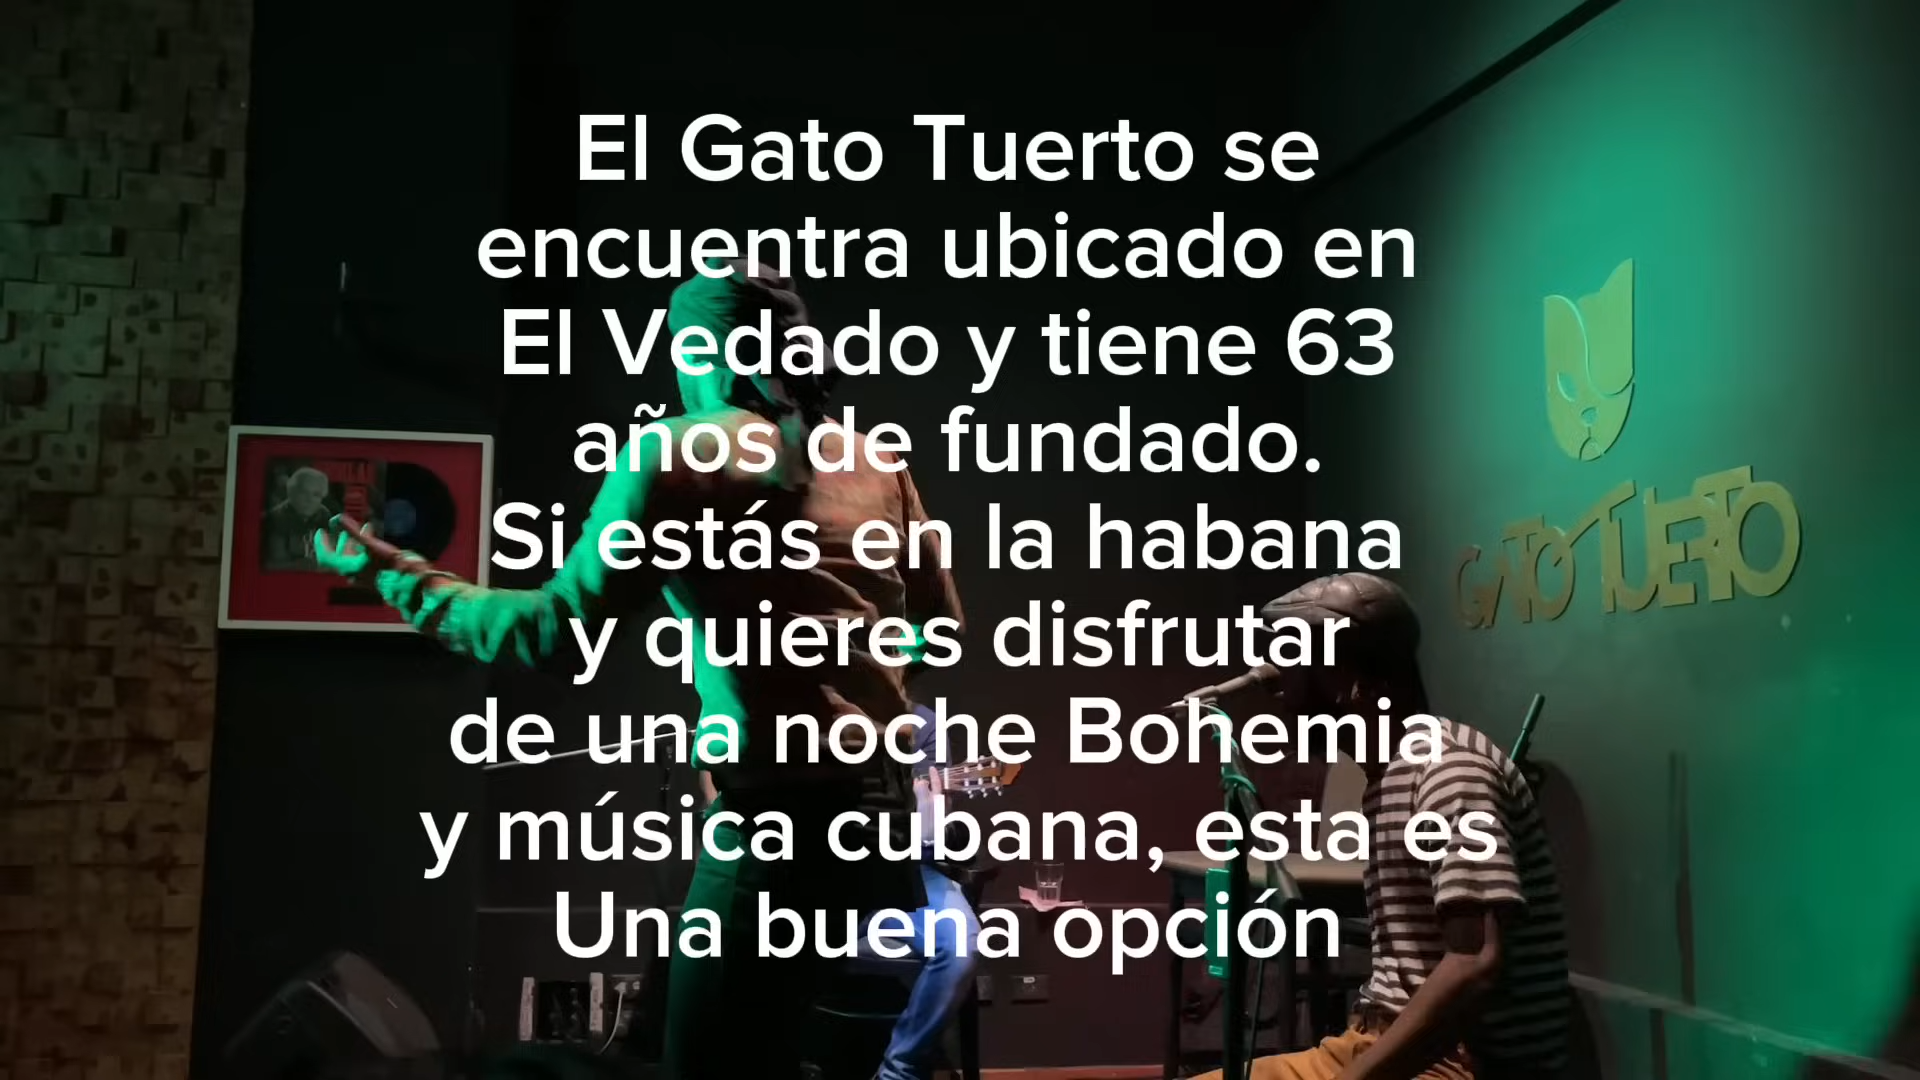 El Gato Tuerto se
encuentra ubicado en
El Vedado y tiene 63
años de fundado.
Si estás en la habana
y quieres disfrutar
de una noche Bohemia
y música cubana, esta es
Una buena opción
GATO TUERTO